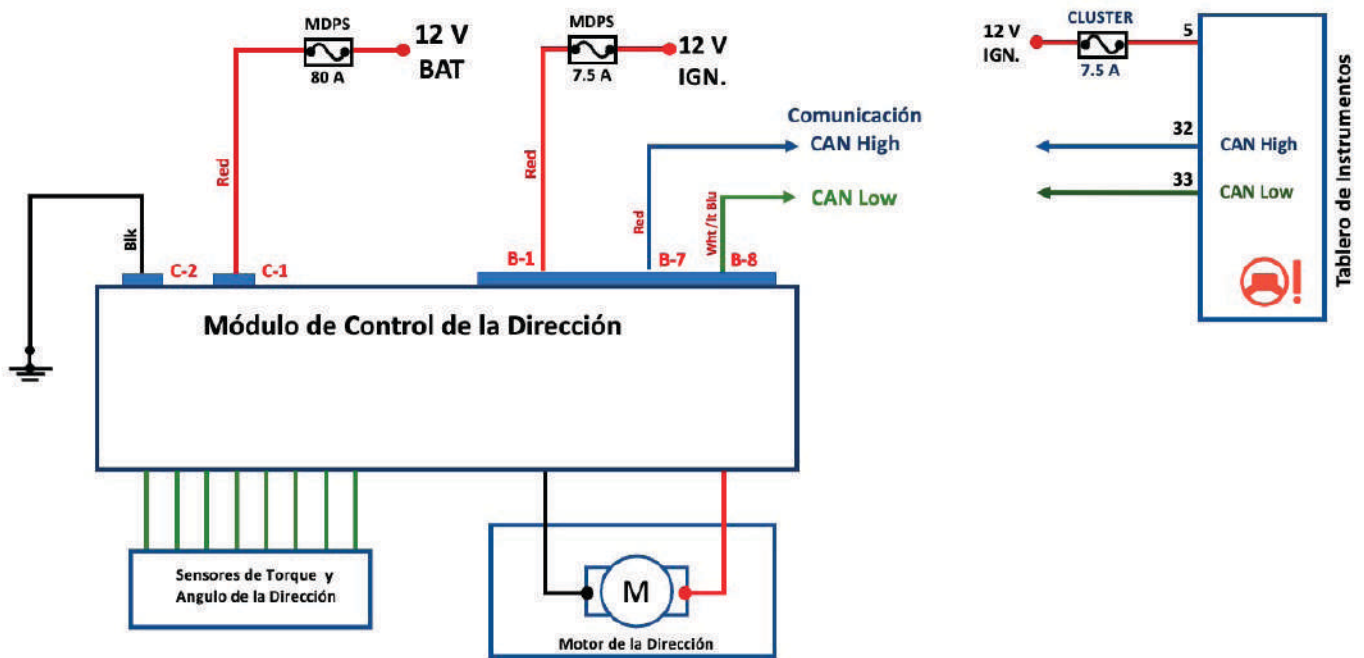 MDPS
80 A
12 V
BAT
MDPS
7.5 A
12 V
IGN.
12 V
IGN.
CLUSTER
7.5 A
5
Comunicación
CAN High
CAN Low
32
CAN High
33
CAN Low
Tablero de Instrumentos
Red
Red
Red
Wht/lt Blu
Blk
C-2
C-1
B-1
B-7
B-8
Módulo de Control de la Dirección
Sensores de Torque y
Angulo de la Dirección
M
Motor de la Dirección